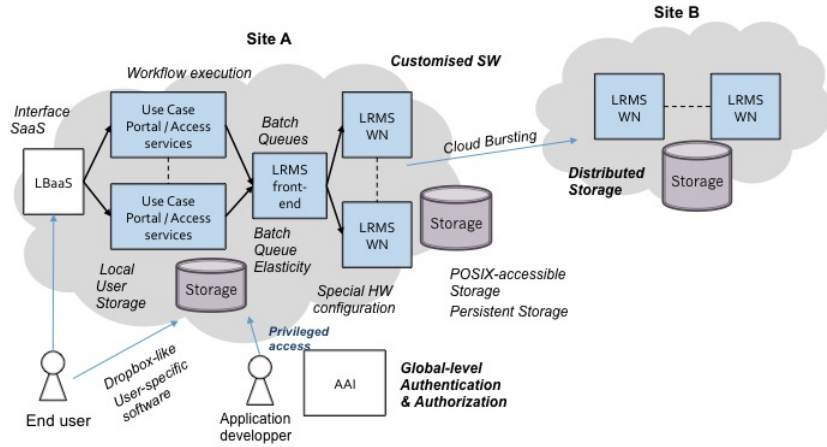 Site A
Site B
Customised SW
Workflow execution
Interface
SaaS
Use Case
Portal / Access
services
Batch
Queues
LRMS
WN
LRMS
WN
LRMS
WN
Cloud Bursting
LBaaS
LRMS
front-
end
Distributed
Storage
Storage
Use Case
Portal / Access
services
LRMS
WN
Storage
Batch
Queue
Elasticity
Local
User
Storage
Storage
Special HW
configuration
POSIX-accessible
Storage
Persistent Storage
Privileged
access
Dropbox-like
User-specific
software
AAI
Global-level
Authentication
& Authorization
End user
Application
developper